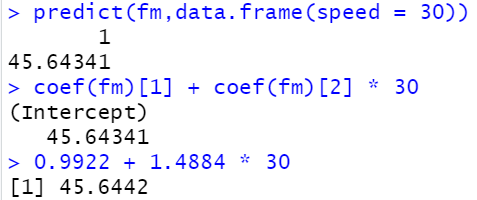 > predict(fm,data.frame(speed = 30))
1
45.64341
> coef(fm)[1] + coef(fm)[2] * 30
(Intercept)
45.64341
> 0.9922 + 1.4884 * 30
[1] 45.6442